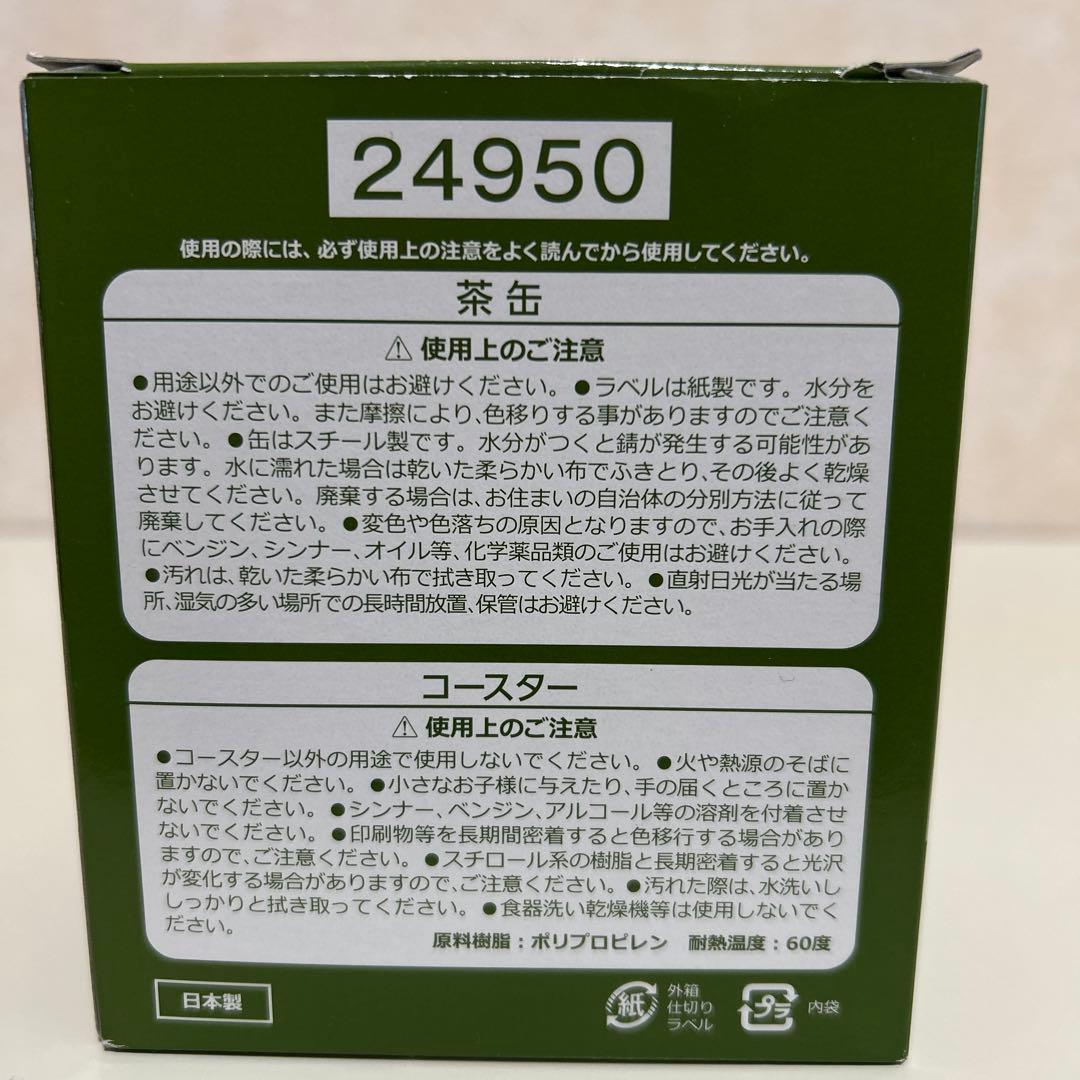 24950
使用の際には、必ず使用上の注意をよく読んでから使用してください。
茶缶
⚠ 使用上のご注意
●用途以外でのご使用はお避けください。●ラベルは紙製です。水分を
お避けください。また摩擦により、色移りする事がありますのでご注意く
ださい。●缶はスチール製です。水分がつくと錆が発生する可能性があ
ります。水に濡れた場合は乾いた柔らかい布でふきとり、その後よく乾燥
させてください。廃棄する場合は、お住まいの自治体の分別方法に従って
廃棄してください。●変色や色落ちの原因となりますので、お手入れの際
にベンジン、シンナー、オイル等、化学薬品類のご使用はお避けください。
●汚れは、乾いた柔らかい布で拭き取ってください。●直射日光が当たる場
所、湿気の多い場所での長時間放置、保管はお避けください。
コースター
⚠ 使用上のご注意
●コースター以外の用途で使用しないでください。●火や熱源のそばに
置かないでください。●小さなお子様に与えたり、手の届くところに置か
ないでください。●シンナー、ベンジン、アルコール等の溶剤を付着させ
ないでください。●印刷物等を長期間密着すると色移行する場合があり
ますので、ご注意ください。●スチロール系の樹脂と長期密着すると光沢
が変化する場合がありますので、ご注意ください。●汚れた際は、水洗いし
しっかりと拭き取ってください。●食器洗い乾燥機等は使用しないでく
ださい。
原料樹脂：ポリプロピレン 耐熱温度：60度
日本製
紙 外箱
仕切り
ラベル
プラ 内袋